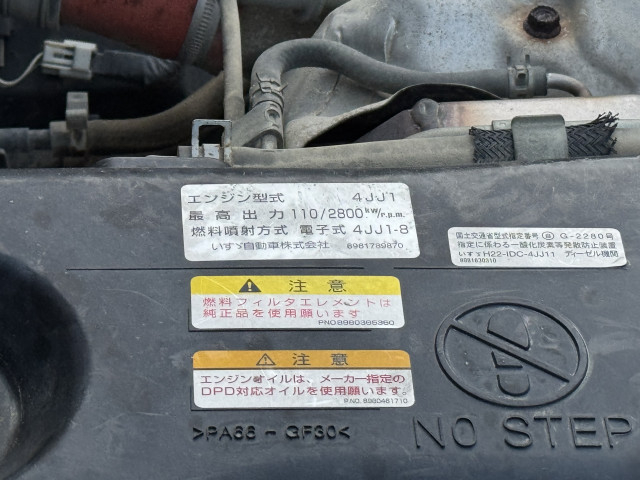 エンジン型式 4JJ1
最高出力 110/2800kW/r.p.m.
燃料噴射方式 電子式 4JJ1-8
いすゞ自動車株式会社 8981789870
国土交通省型式指定番号 G-2280号
指定に係わる一酸化炭素等発散防止装置
いすゞH22-IDC-4JJ11 ディーゼル機関
8981630310
注意
燃料フィルタエレメントは
純正品を使用願います
PNO8980395360
注意
エンジンオイルは、メーカー指定の
DPD対応オイルを使用願います。
P.NO. 8980461710
>PA66-GF30<
NO STEP